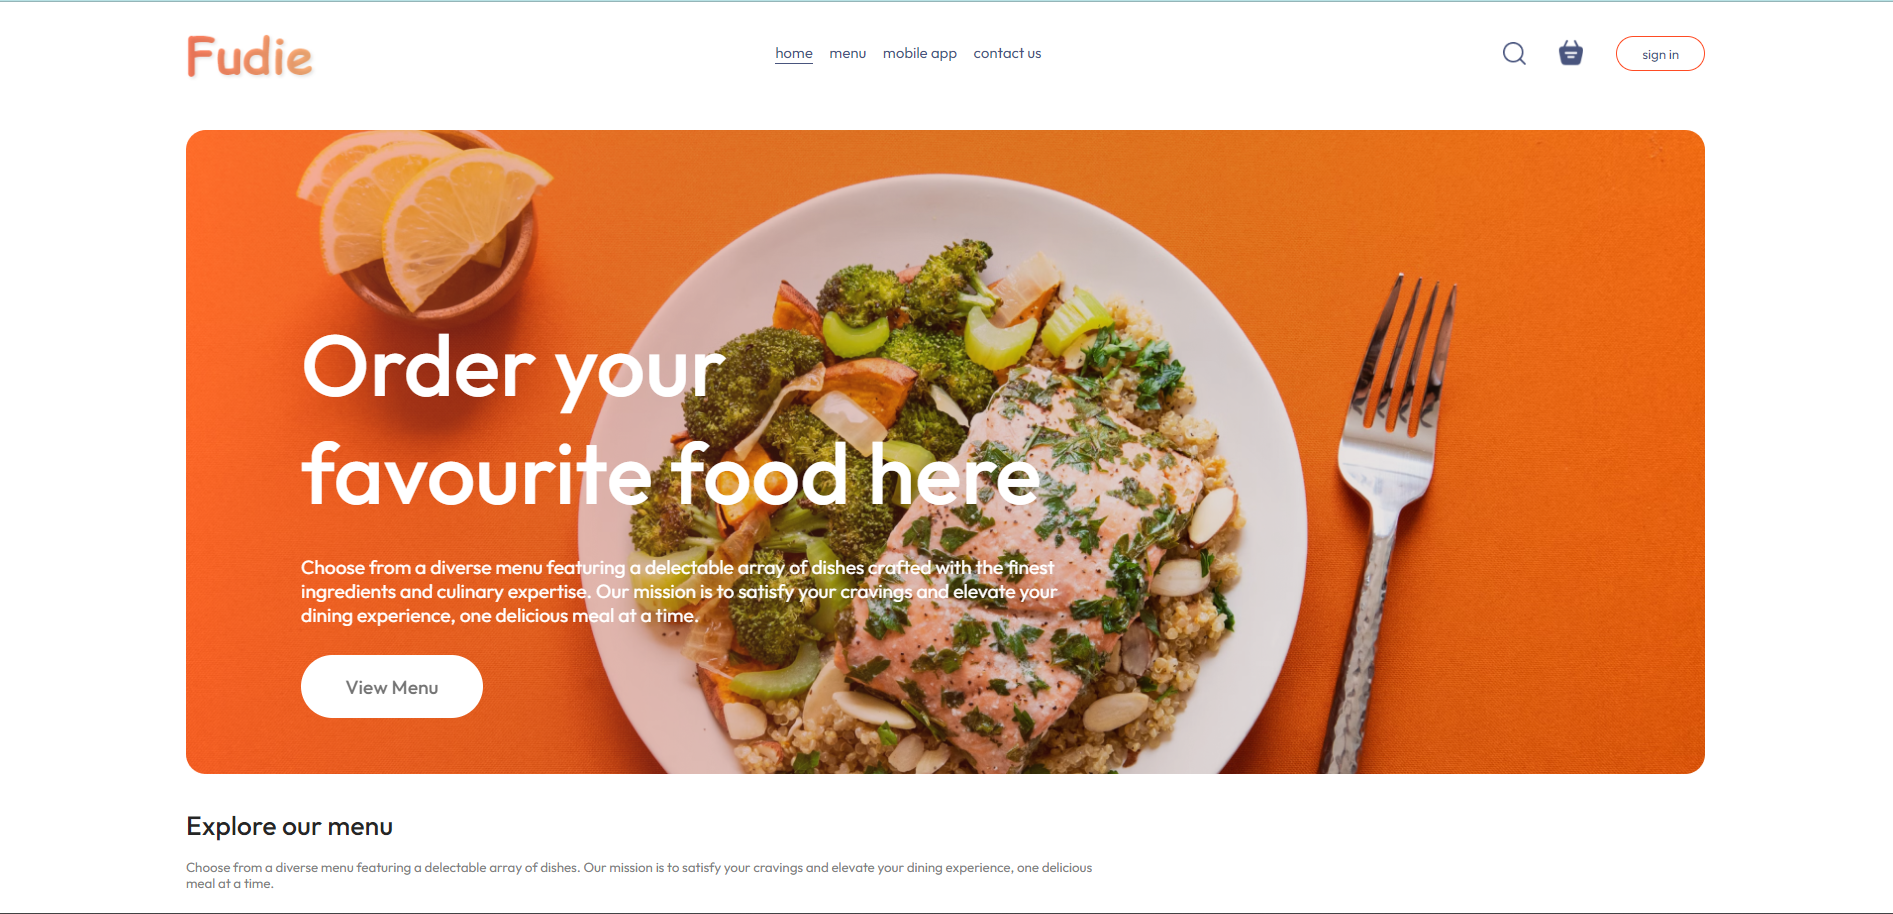 Fudie
home menu mobile app contact us
sign in
Order your
favourite food here
Choose from a diverse menu featuring a delectable array of dishes crafted with the finest
ingredients and culinary expertise. Our mission is to satisfy your cravings and elevate your
dining experience, one delicious meal at a time.
View Menu
Explore our menu
Choose from a diverse menu featuring a delectable array of dishes. Our mission is to satisfy your cravings and elevate your dining experience, one delicious
meal at a time.